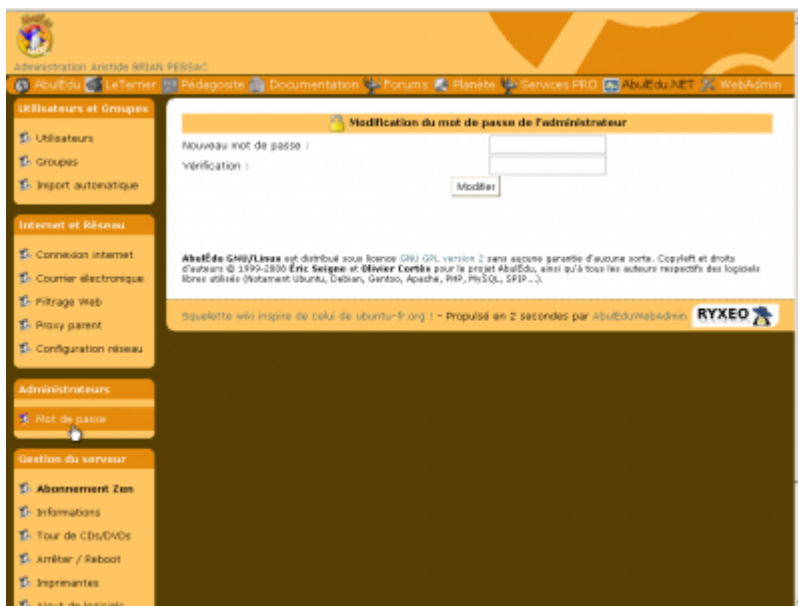 Administration Aristide BRIAN PESSAC
AbulÉdu LeTerrier Pedagosite Documentation Forums Planète Services PRO AbulEdu.NET WebAdmin
Utilisateurs et Groupes
Utilisateurs
Groupes
Import automatique
Internet et Réseau
Connexion internet
Courrier électronique
Filtrage Web
Proxy parent
Configuration réseau
Administrateurs
Mot de passe
Gestion du serveur
Abonnement Zen
Informations
Tour de CDs/DVDs
Arrêter / Reboot
Imprimantes
Ajout de logiciels
Modification du mot de passe de l'administrateur
Nouveau mot de passe :
Vérification :
Modifier
AbulÉdu GNU/Linux est distribué sous licence GNU GPL version 2 sans aucune garantie d'aucune sorte. Copyleft et droits
d'auteurs © 1999-2008 Éric Seigne et Olivier Cortès pour le projet AbulÉdu, ainsi qu'à tous les auteurs respectifs des logiciels
libres utilisés (Notament Ubuntu, Debian, Gentoo, Apache, PHP, MySQL, SPIP...).
Squelette wiki inspire de celui de ubuntu-fr.org ! - Propulsé en 2 secondes par AbulEduWebAdmin RYXEO